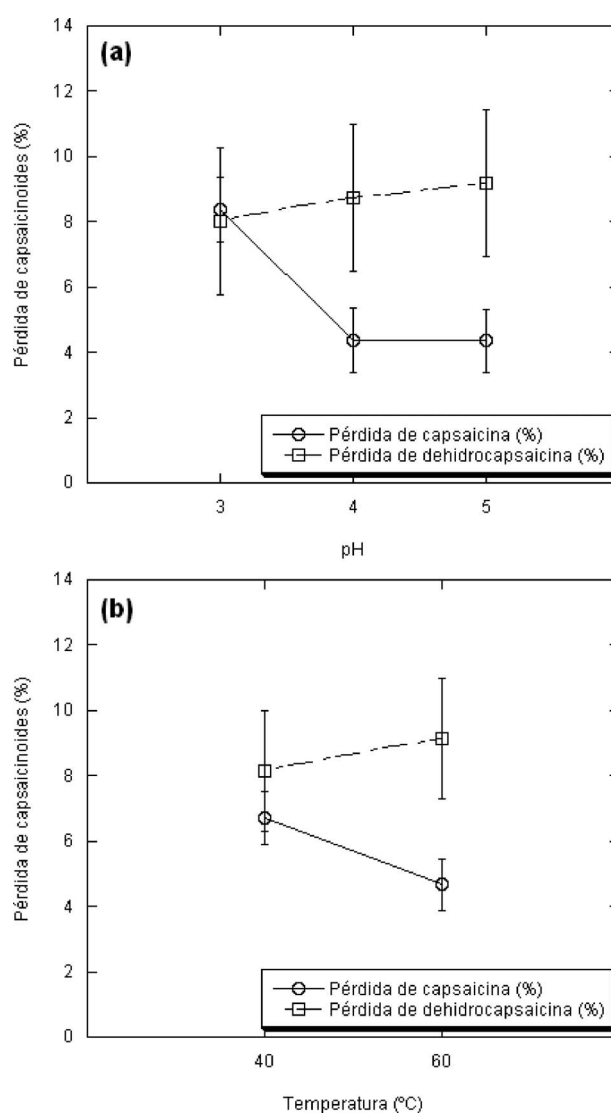 14
(a)
12
10
8
6
4
2
0
Pérdida de capsaicinoides (%)
Pérdida de capsaicina (%)
Pérdida de dehidrocapsaicina (%)
3 4 5
pH
14
(b)
12
10
8
6
4
2
0
Pérdida de capsaicinoides (%)
Pérdida de capsaicina (%)
Pérdida de dehidrocapsaicina (%)
40 60
Temperatura (ºC)